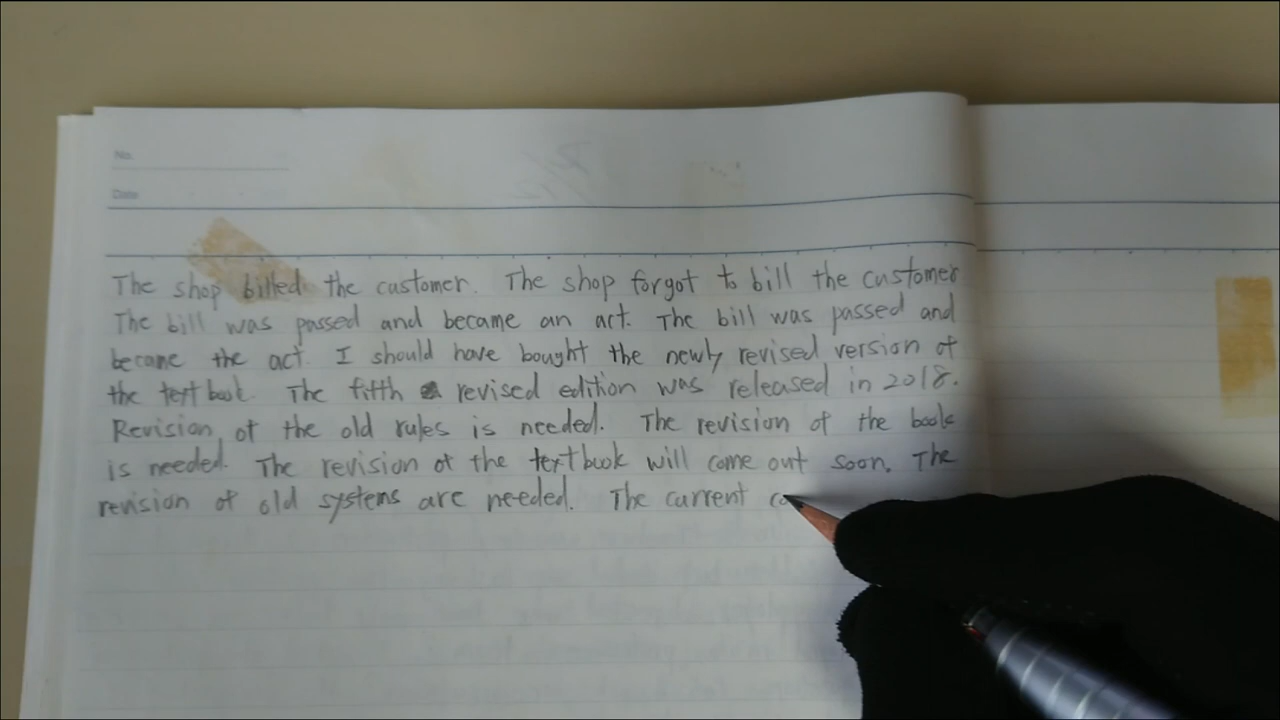 No.
Date
The shop billed the customer. The shop forgot to bill the customer
The bill was passed and became an act. The bill was passed and
became the act. I should have bought the newly revised version of
the textbook. The fifth revised edition was released in 2018.
Revision of the old rules is needed. The revision of the books
is needed. The revision of the textbook will come out soon. The
revision of old systems are needed. The current